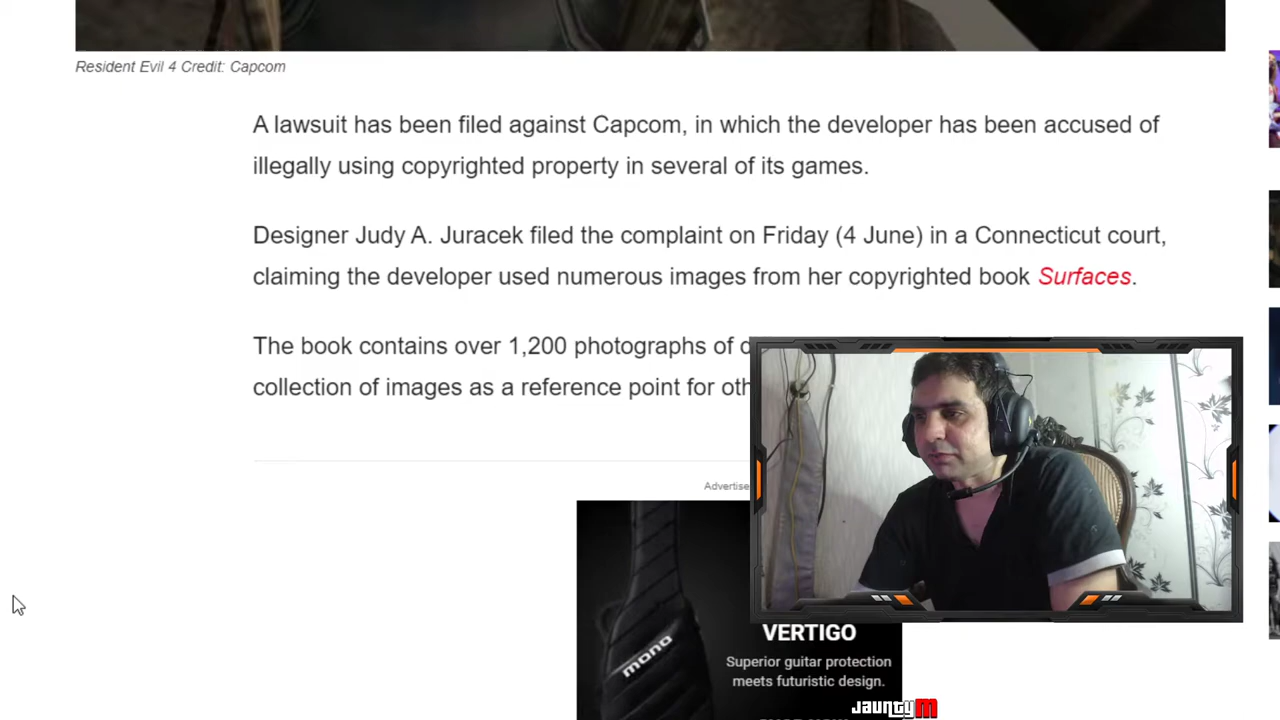 Resident Evil 4 Credit: Capcom
A lawsuit has been filed against Capcom, in which the developer has been accused of
illegally using copyrighted property in several of its games.
Designer Judy A. Juracek filed the complaint on Friday (4 June) in a Connecticut court,
claiming the developer used numerous images from her copyrighted book Surfaces.
The book contains over 1,200 photographs of
collection of images as a reference point for
mono
VERTIGO
Superior guitar protection
meets futuristic design.
JauntyM